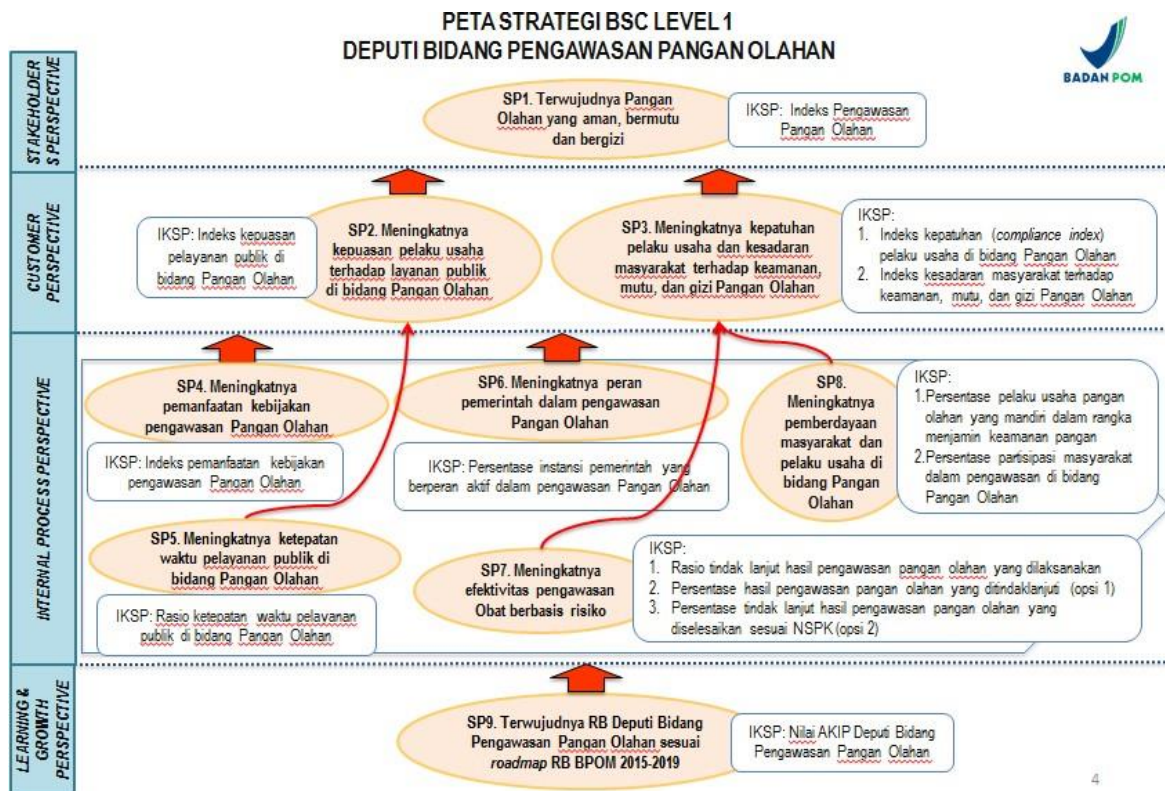 PETA STRATEGI BSC LEVEL 1
DEPUTI BIDANG PENGAWASAN PANGAN OLAHAN
BADAN POM
STAKEHOLDER
S PERSPECTIVE
SP1. Terwujudnya Pangan
Olahan yang aman, bermutu
dan bergizi
IKSP: Indeks Pengawasan
Pangan Olahan
CUSTOMER
PERSPECTIVE
IKSP: Indeks kepuasan
pelayanan publik di
bidang Pangan Olahan
SP2. Meningkatnya
kepuasan pelaku usaha
terhadap layanan publik
di bidang Pangan Olahan
SP3. Meningkatnya kepatuhan
pelaku usaha dan kesadaran
masyarakat terhadap keamanan,
mutu, dan gizi Pangan Olahan
IKSP:
1. Indeks kepatuhan (compliance index)
pelaku usaha di bidang Pangan Olahan
2. Indeks kesadaran masyarakat terhadap
keamanan, mutu, dan gizi Pangan Olahan
INTERNAL PROCESS PERSPECTIVE
SP4. Meningkatnya
pemanfaatan kebijakan
pengawasan Pangan Olahan
IKSP: Indeks pemanfaatan kebijakan
pengawasan Pangan Olahan
SP6. Meningkatnya peran
pemerintah dalam pengawasan
Pangan Olahan
IKSP: Persentase instansi pemerintah yang
berperan aktif dalam pengawasan Pangan Olahan
SP8.
Meningkatnya
pemberdayaan
masyarakat dan
pelaku usaha di
bidang Pangan
Olahan
IKSP:
1.Persentase pelaku usaha pangan
olahan yang mandiri dalam rangka
menjamin keamanan pangan
2.Persentase partisipasi masyarakat
dalam pengawasan di bidang
Pangan Olahan
SP5. Meningkatnya ketepatan
waktu pelayanan publik di
bidang Pangan Olahan
IKSP: Rasio ketepatan waktu pelayanan
publik di bidang Pangan Olahan
SP7. Meningkatnya
efektivitas pengawasan
Obat berbasis risiko
IKSP:
1. Rasio tindak lanjut hasil pengawasan pangan olahan yang dilaksanakan
2. Persentase hasil pengawasan pangan olahan yang ditindaklanjuti (opsi 1)
3. Persentase tindak lanjut hasil pengawasan pangan olahan yang
diselesaikan sesuai NSPK (opsi 2)
LEARNING &
GROWTH
PERSPECTIVE
SP9. Terwujudnya RB Deputi Bidang
Pengawasan Pangan Olahan sesuai
roadmap RB BPOM 2015-2019
IKSP: Nilai AKIP Deputi Bidang
Pengawasan Pangan Olahan
4